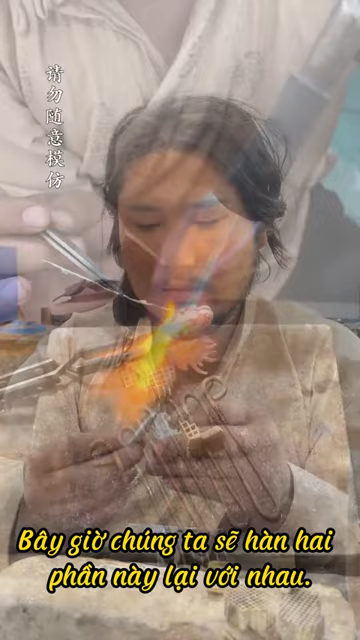 请勿随意模仿
Bây giờ chúng ta sẽ hàn hai
phần này lại với nhau.